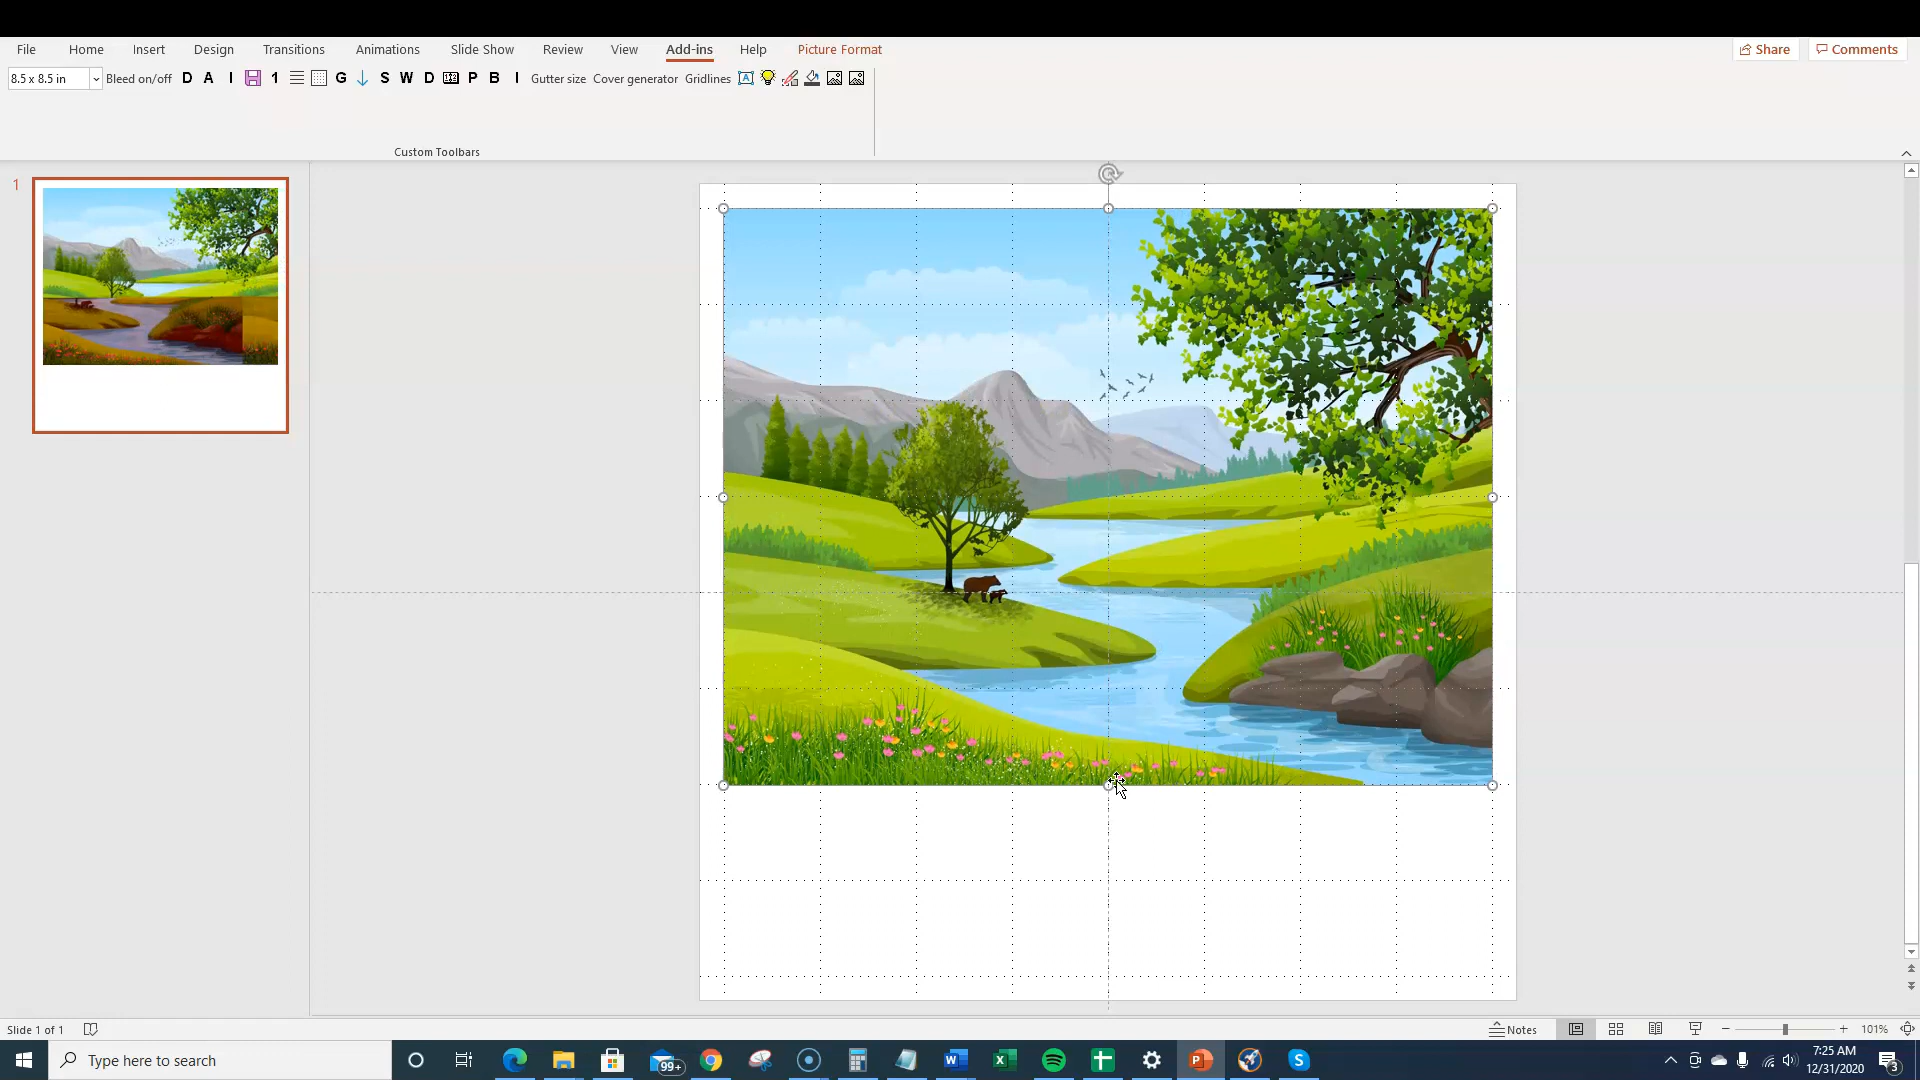 File Home Insert Design Transitions Animations Slide Show Review View Add-ins Help Picture Format Share Comments
8.5 x 8.5 in Bleed on/off D A I 1 G S W D P B I Gutter size Cover generator Gridlines
Custom Toolbars
1
Slide 1 of 1 Notes 101%
Type here to search 99+ 7:25 AM
12/31/2020 3